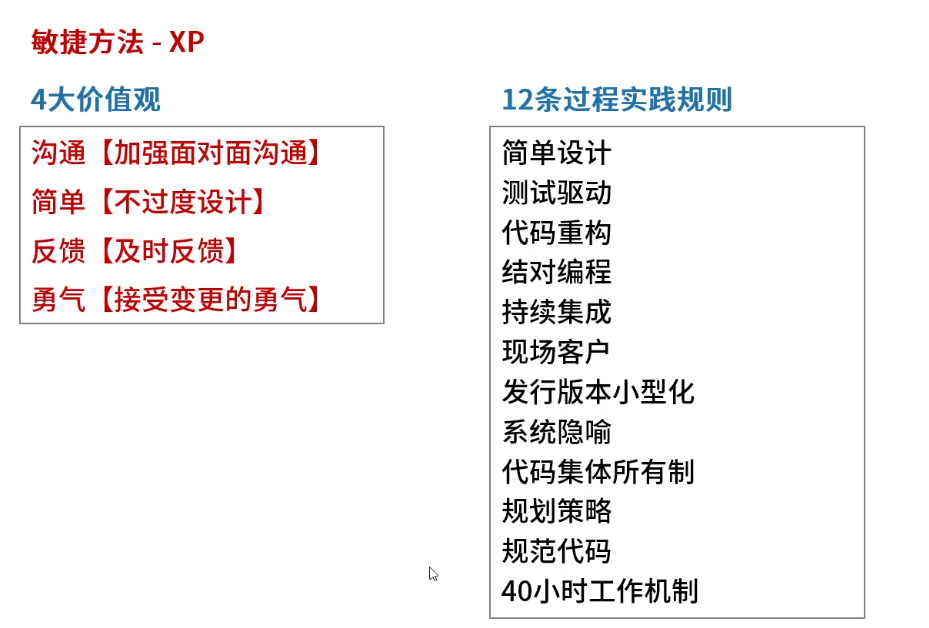 敏捷方法 - XP
4大价值观
沟通【加强面对面沟通】
简单【不过度设计】
反馈【及时反馈】
勇气【接受变更的勇气】
12条过程实践规则
简单设计
测试驱动
代码重构
结对编程
持续集成
现场客户
发行版本小型化
系统隐喻
代码集体所有制
规划策略
规范代码
40小时工作机制